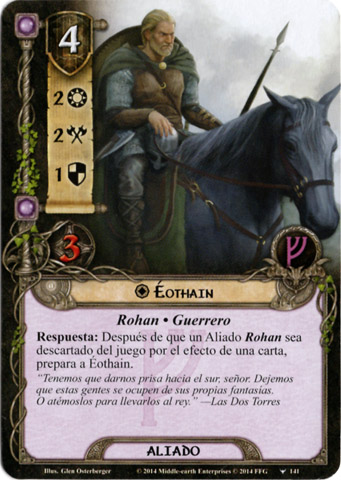 4
2
2
1
3
Éothain
Rohan • Guerrero
Respuesta: Después de que un Aliado Rohan sea
descartado del juego por el efecto de una carta,
prepara a Éothain.
“Tenemos que darnos prisa hacia el sur, señor. Dejemos
que estas gentes se ocupen de sus propias fantasías.
O atémoslos para llevarlos al rey.” —Las Dos Torres
ALIADO
Illus. Glen Osterberger
© 2014 Middle-earth Enterprises © 2014 FFG
141